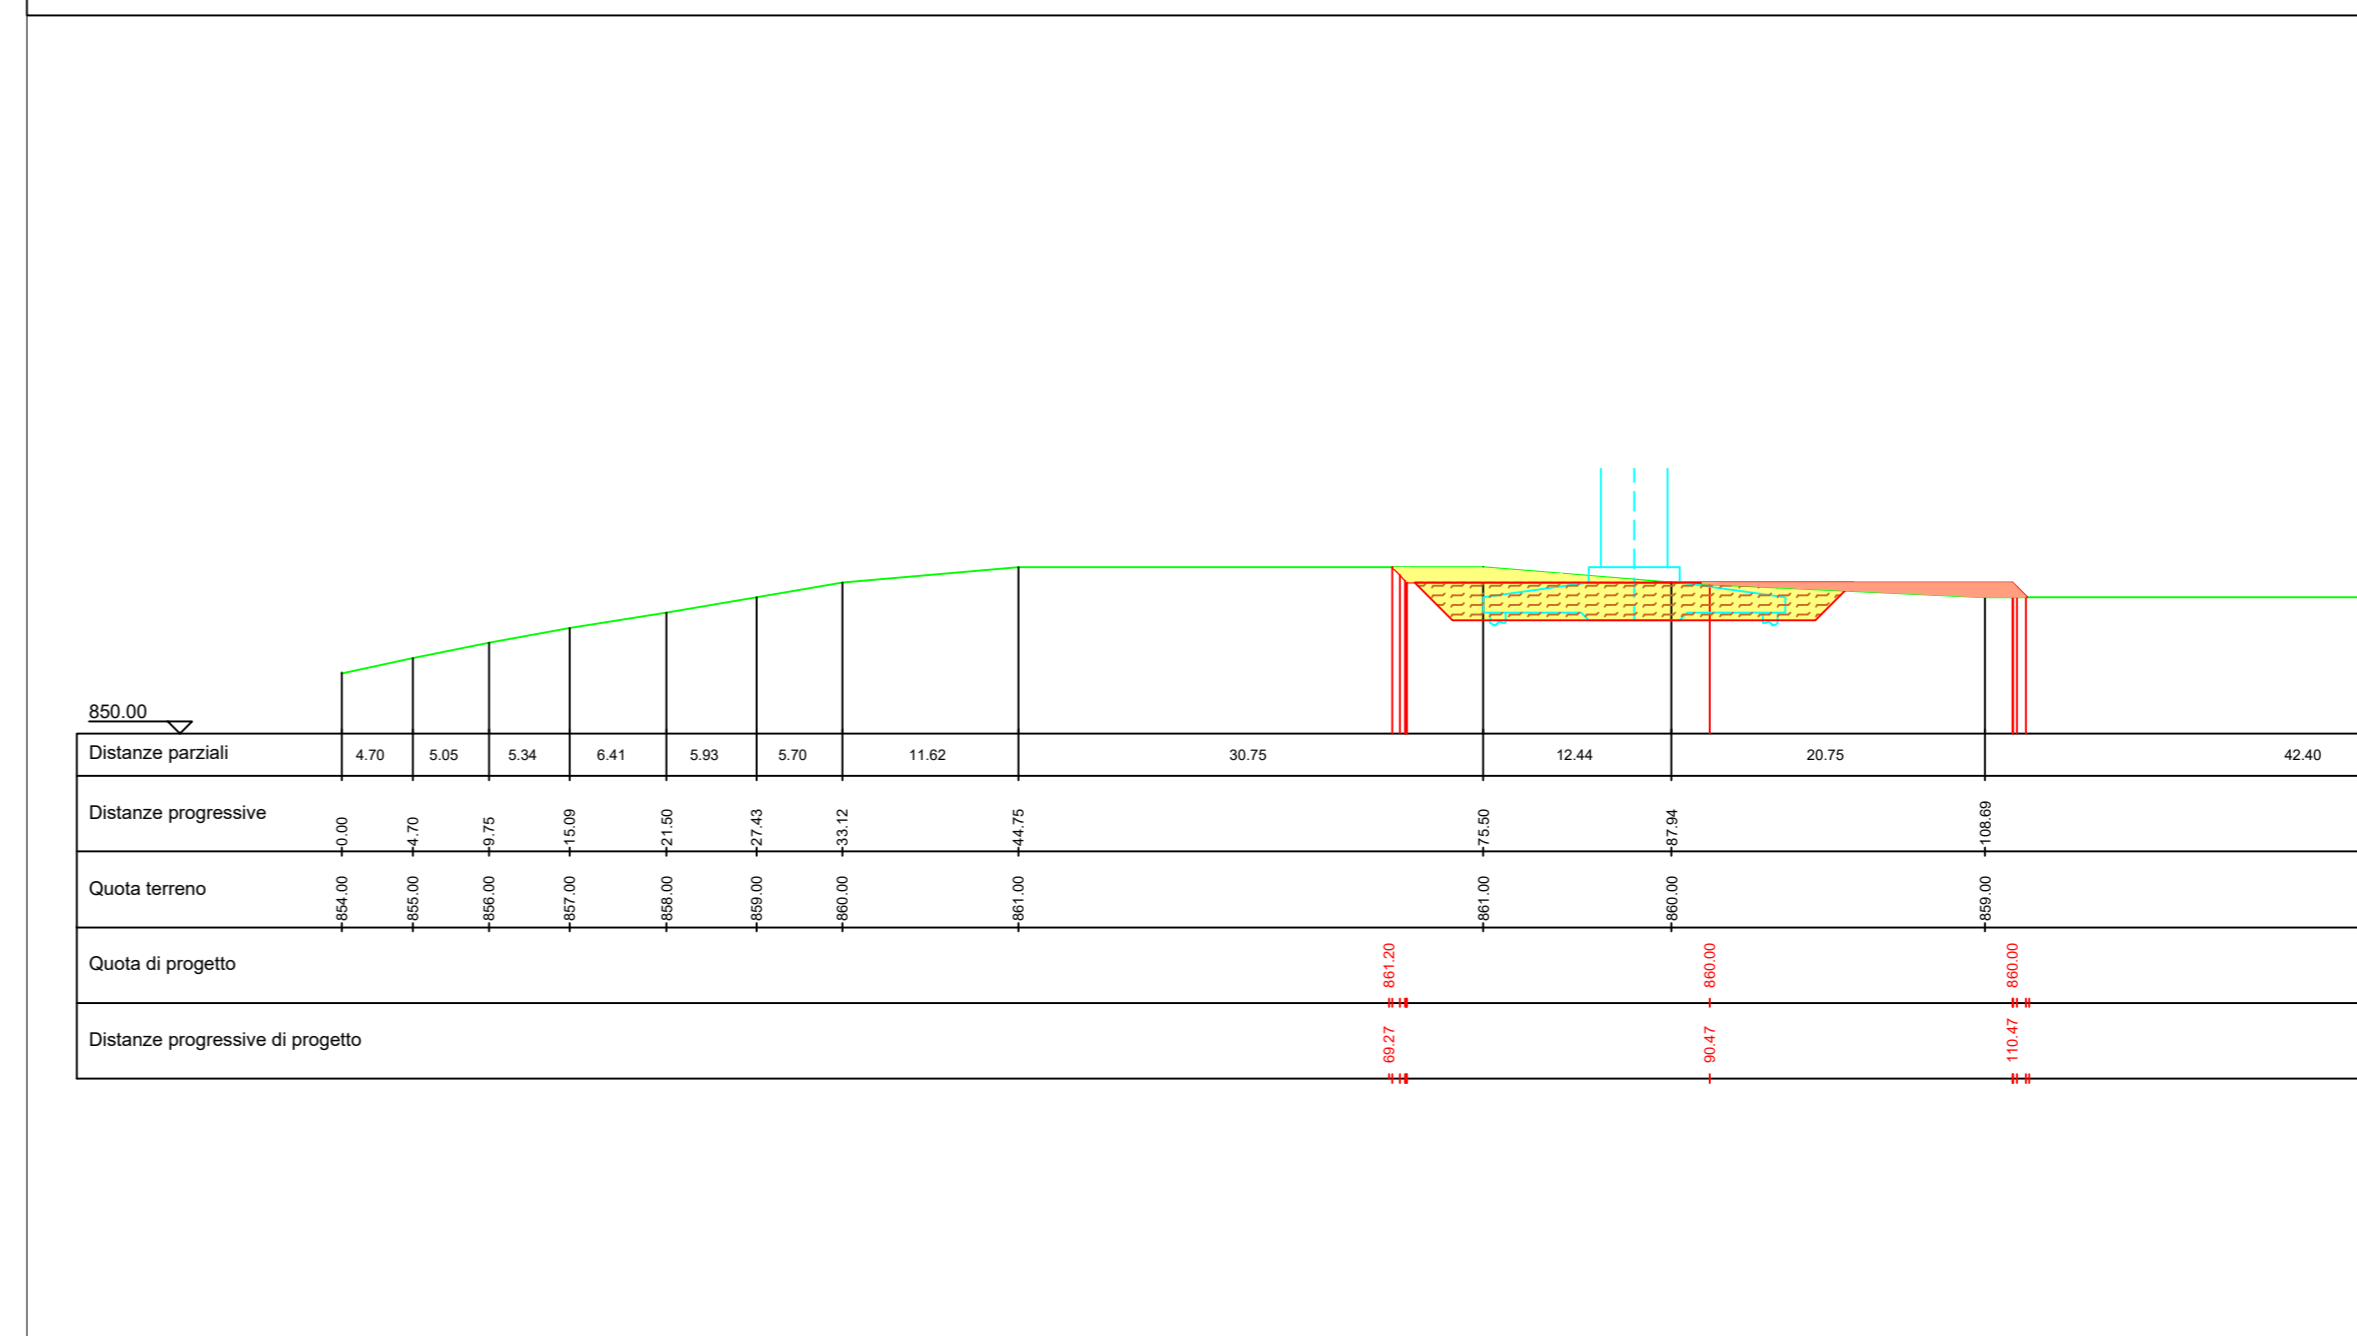 850.00
Distanze parziali 4.70 5.05 5.34 6.41 5.93 5.70 11.62 30.75 12.44 20.75 42.40
Distanze progressive 0.00 4.70 9.75 15.09 21.50 27.43 33.12 44.75 75.50 87.94 108.69
Quota terreno 854.00 855.00 856.00 857.00 858.00 859.00 860.00 861.00 861.00 860.00 859.00
Quota di progetto 861.20 860.00 860.00
Distanze progressive di progetto 69.27 90.47 110.47